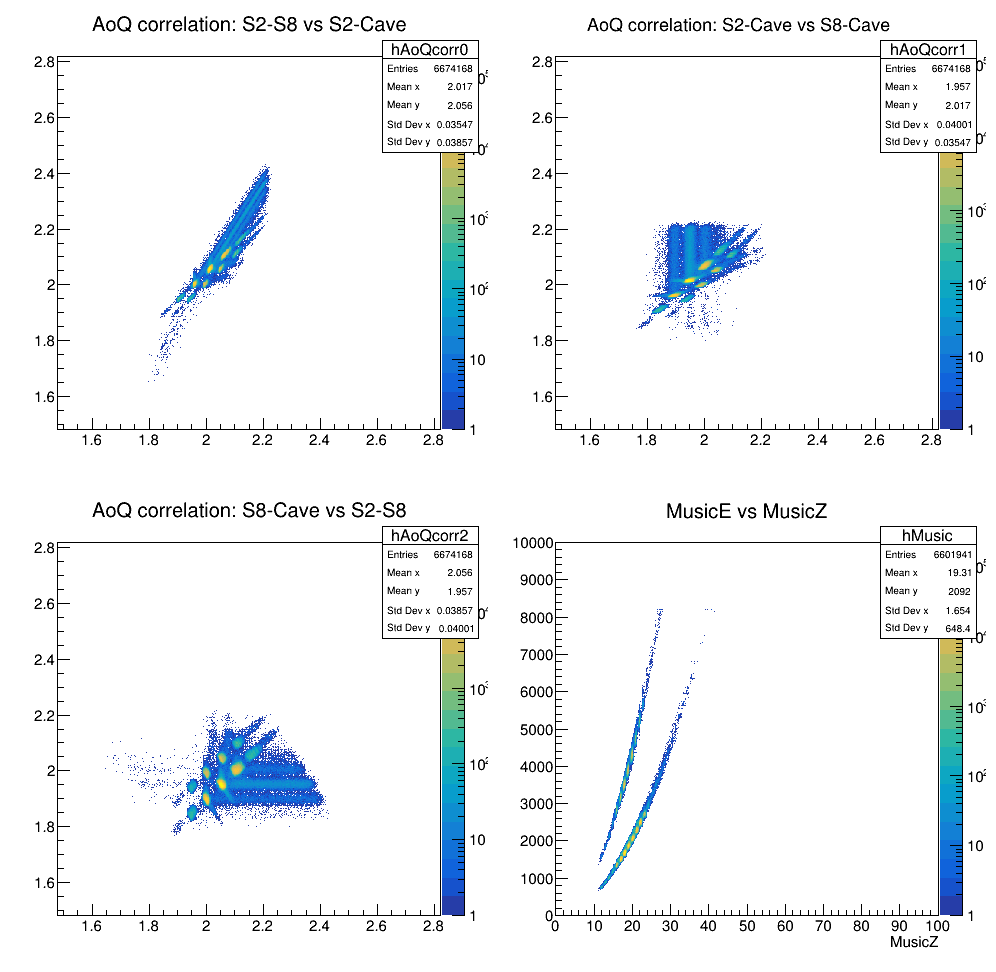 AoQ correlation: S2-S8 vs S2-Cave
hAoQcorr0
Entries 6674168
Mean x 2.017
Mean y 2.056
Std Dev x 0.03547
Std Dev y 0.03857
2.8
2.6
2.4
2.2
2
1.8
1.6
1.6 1.8 2 2.2 2.4 2.6 2.8
10⁴
10³
10²
10
1
AoQ correlation: S2-Cave vs S8-Cave
hAoQcorr1
Entries 6674168
Mean x 1.957
Mean y 2.017
Std Dev x 0.04001
Std Dev y 0.03547
2.8
2.6
2.4
2.2
2
1.8
1.6
1.6 1.8 2 2.2 2.4 2.6 2.8
10³
10²
10
1
AoQ correlation: S8-Cave vs S2-S8
hAoQcorr2
Entries 6674168
Mean x 2.056
Mean y 1.957
Std Dev x 0.03857
Std Dev y 0.04001
2.8
2.6
2.4
2.2
2
1.8
1.6
1.6 1.8 2 2.2 2.4 2.6 2.8
10³
10²
10
1
MusicE vs MusicZ
hMusic
Entries 6601941
Mean x 19.31
Mean y 2092
Std Dev x 1.654
Std Dev y 648.4
10000
9000
8000
7000
6000
5000
4000
3000
2000
1000
0
0 10 20 30 40 50 60 70 80 90 100
MusicZ
10³
10²
10
1